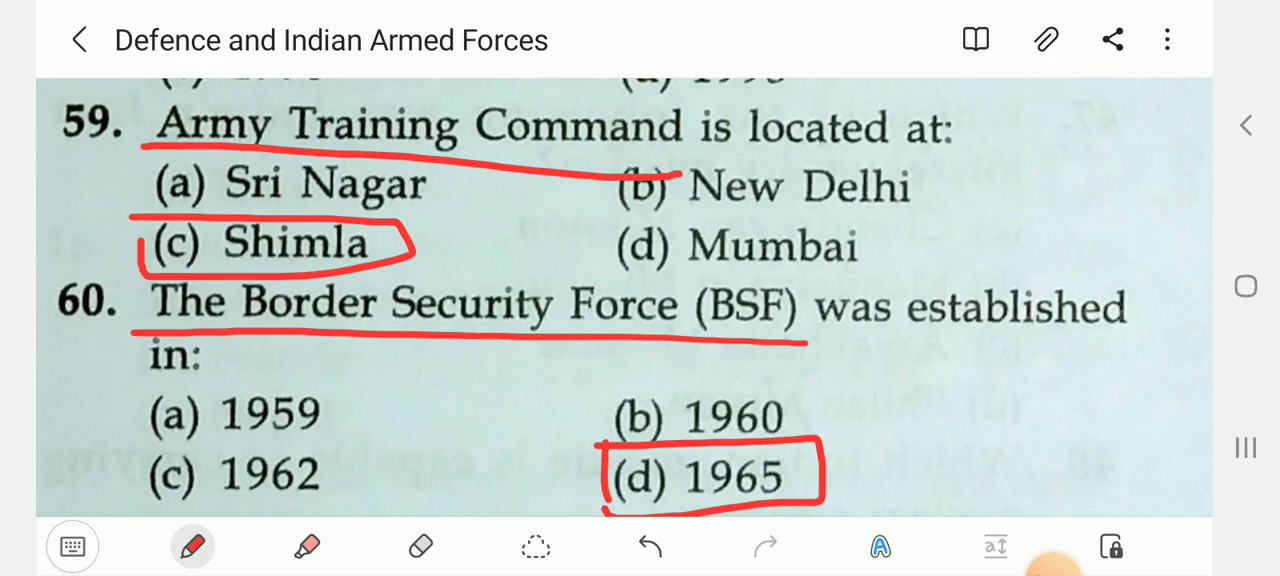 Defence and Indian Armed Forces
59. Army Training Command is located at:
(a) Sri Nagar (b) New Delhi
(c) Shimla (d) Mumbai
60. The Border Security Force (BSF) was established
in:
(a) 1959 (b) 1960
(c) 1962 (d) 1965